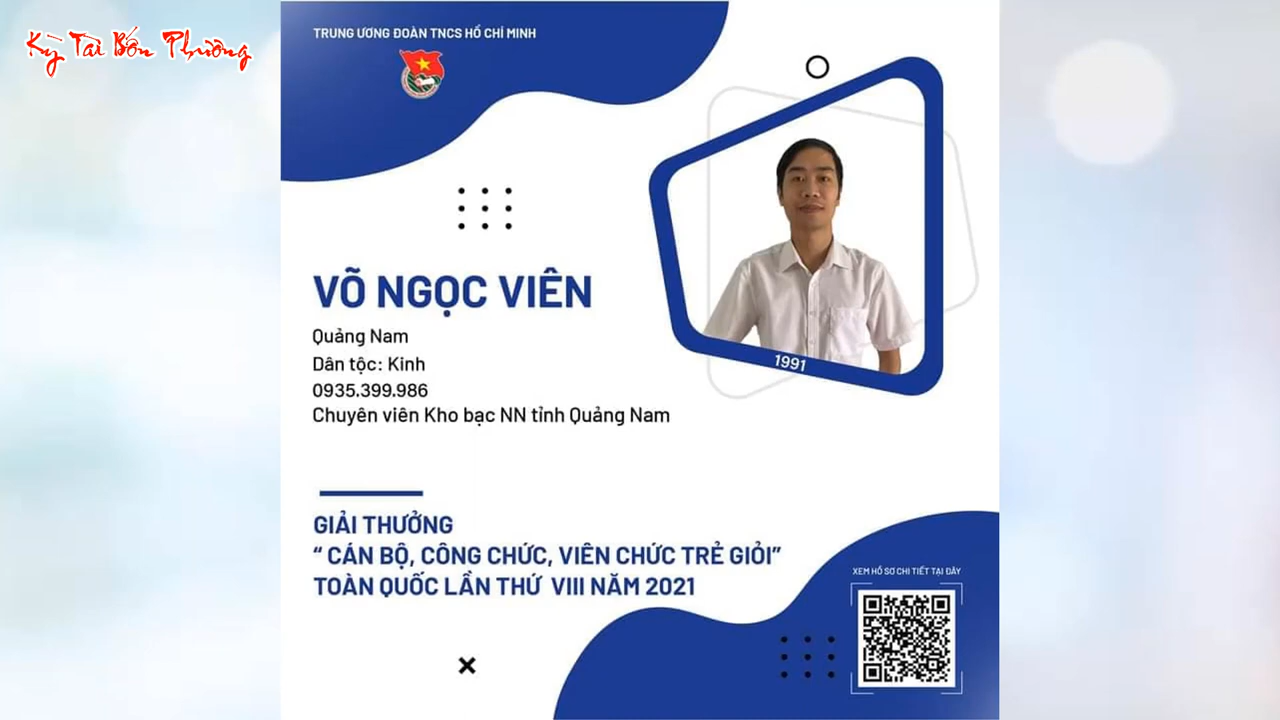 Kỳ Tài Bốn Phương
TRUNG ƯƠNG ĐOÀN TNCS HỒ CHÍ MINH
1991
VÕ NGỌC VIÊN
Quảng Nam
Dân tộc: Kinh
0935.399.986
Chuyên viên Kho bạc NN tỉnh Quảng Nam
GIẢI THƯỞNG
“ CÁN BỘ, CÔNG CHỨC, VIÊN CHỨC TRẺ GIỎI”
TOÀN QUỐC LẦN THỨ VIII NĂM 2021
XEM HỒ SƠ CHI TIẾT TẠI ĐÂY